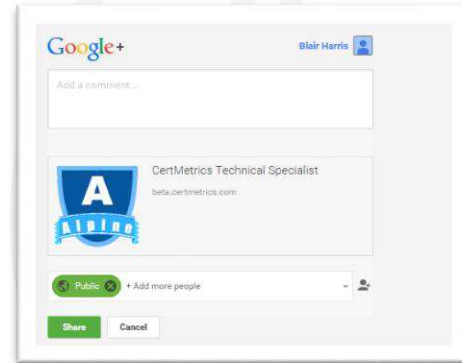 Google+
Blair Harris
Add a comment...
CertMetrics Technical Specialist
beta.certmetrics.com
A
Alpine
Public
+ Add more people
Share
Cancel